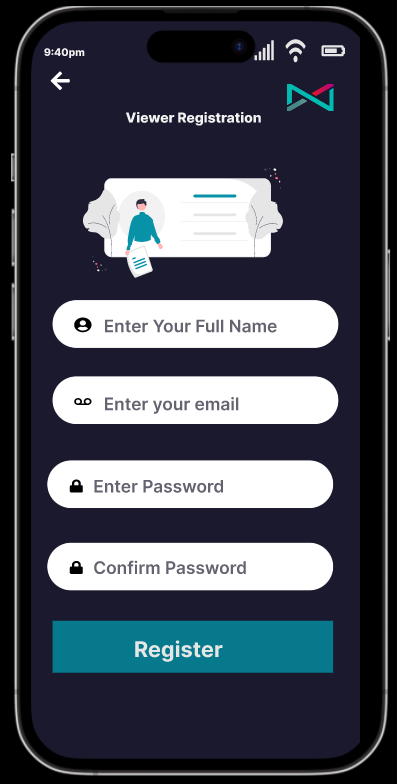 9:40pm
Viewer Registration
Enter Your Full Name
Enter your email
Enter Password
Confirm Password
Register